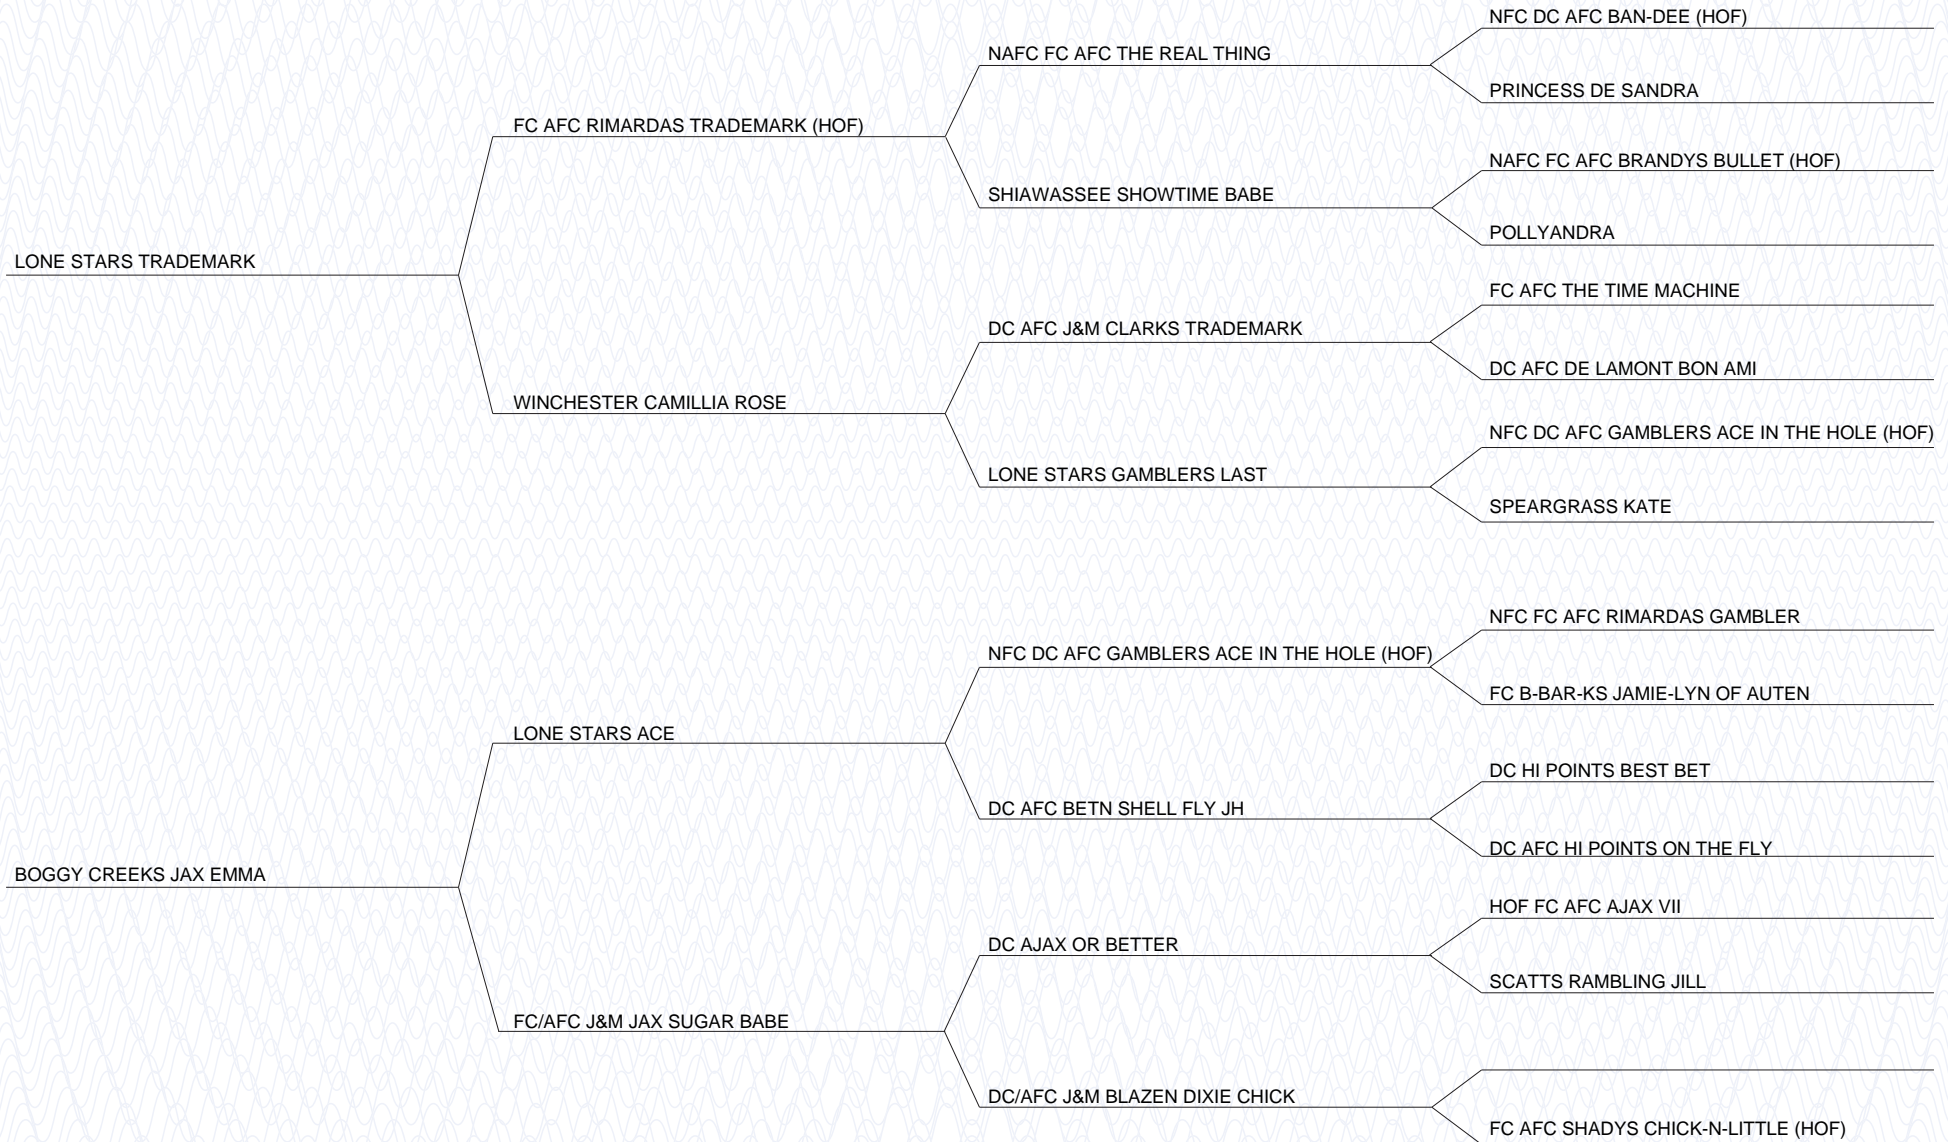 NFC DC AFC BAN-DEE (HOF)
NAFC FC AFC THE REAL THING
PRINCESS DE SANDRA
FC AFC RIMARDAS TRADEMARK (HOF)
NAFC FC AFC BRANDYS BULLET (HOF)
SHIAWASSEE SHOWTIME BABE
POLLYANDRA
LONE STARS TRADEMARK
FC AFC THE TIME MACHINE
DC AFC J&M CLARKS TRADEMARK
DC AFC DE LAMONT BON AMI
WINCHESTER CAMILLIA ROSE
NFC DC AFC GAMBLERS ACE IN THE HOLE (HOF)
LONE STARS GAMBLERS LAST
SPEARGRASS KATE
NFC FC AFC RIMARDAS GAMBLER
NFC DC AFC GAMBLERS ACE IN THE HOLE (HOF)
FC B-BAR-KS JAMIE-LYN OF AUTEN
LONE STARS ACE
DC HI POINTS BEST BET
DC AFC BETN SHELL FLY JH
DC AFC HI POINTS ON THE FLY
BOGGY CREEKS JAX EMMA
HOF FC AFC AJAX VII
DC AJAX OR BETTER
SCATTS RAMBLING JILL
FC/AFC J&M JAX SUGAR BABE
DC/AFC J&M BLAZEN DIXIE CHICK
FC AFC SHADYS CHICK-N-LITTLE (HOF)